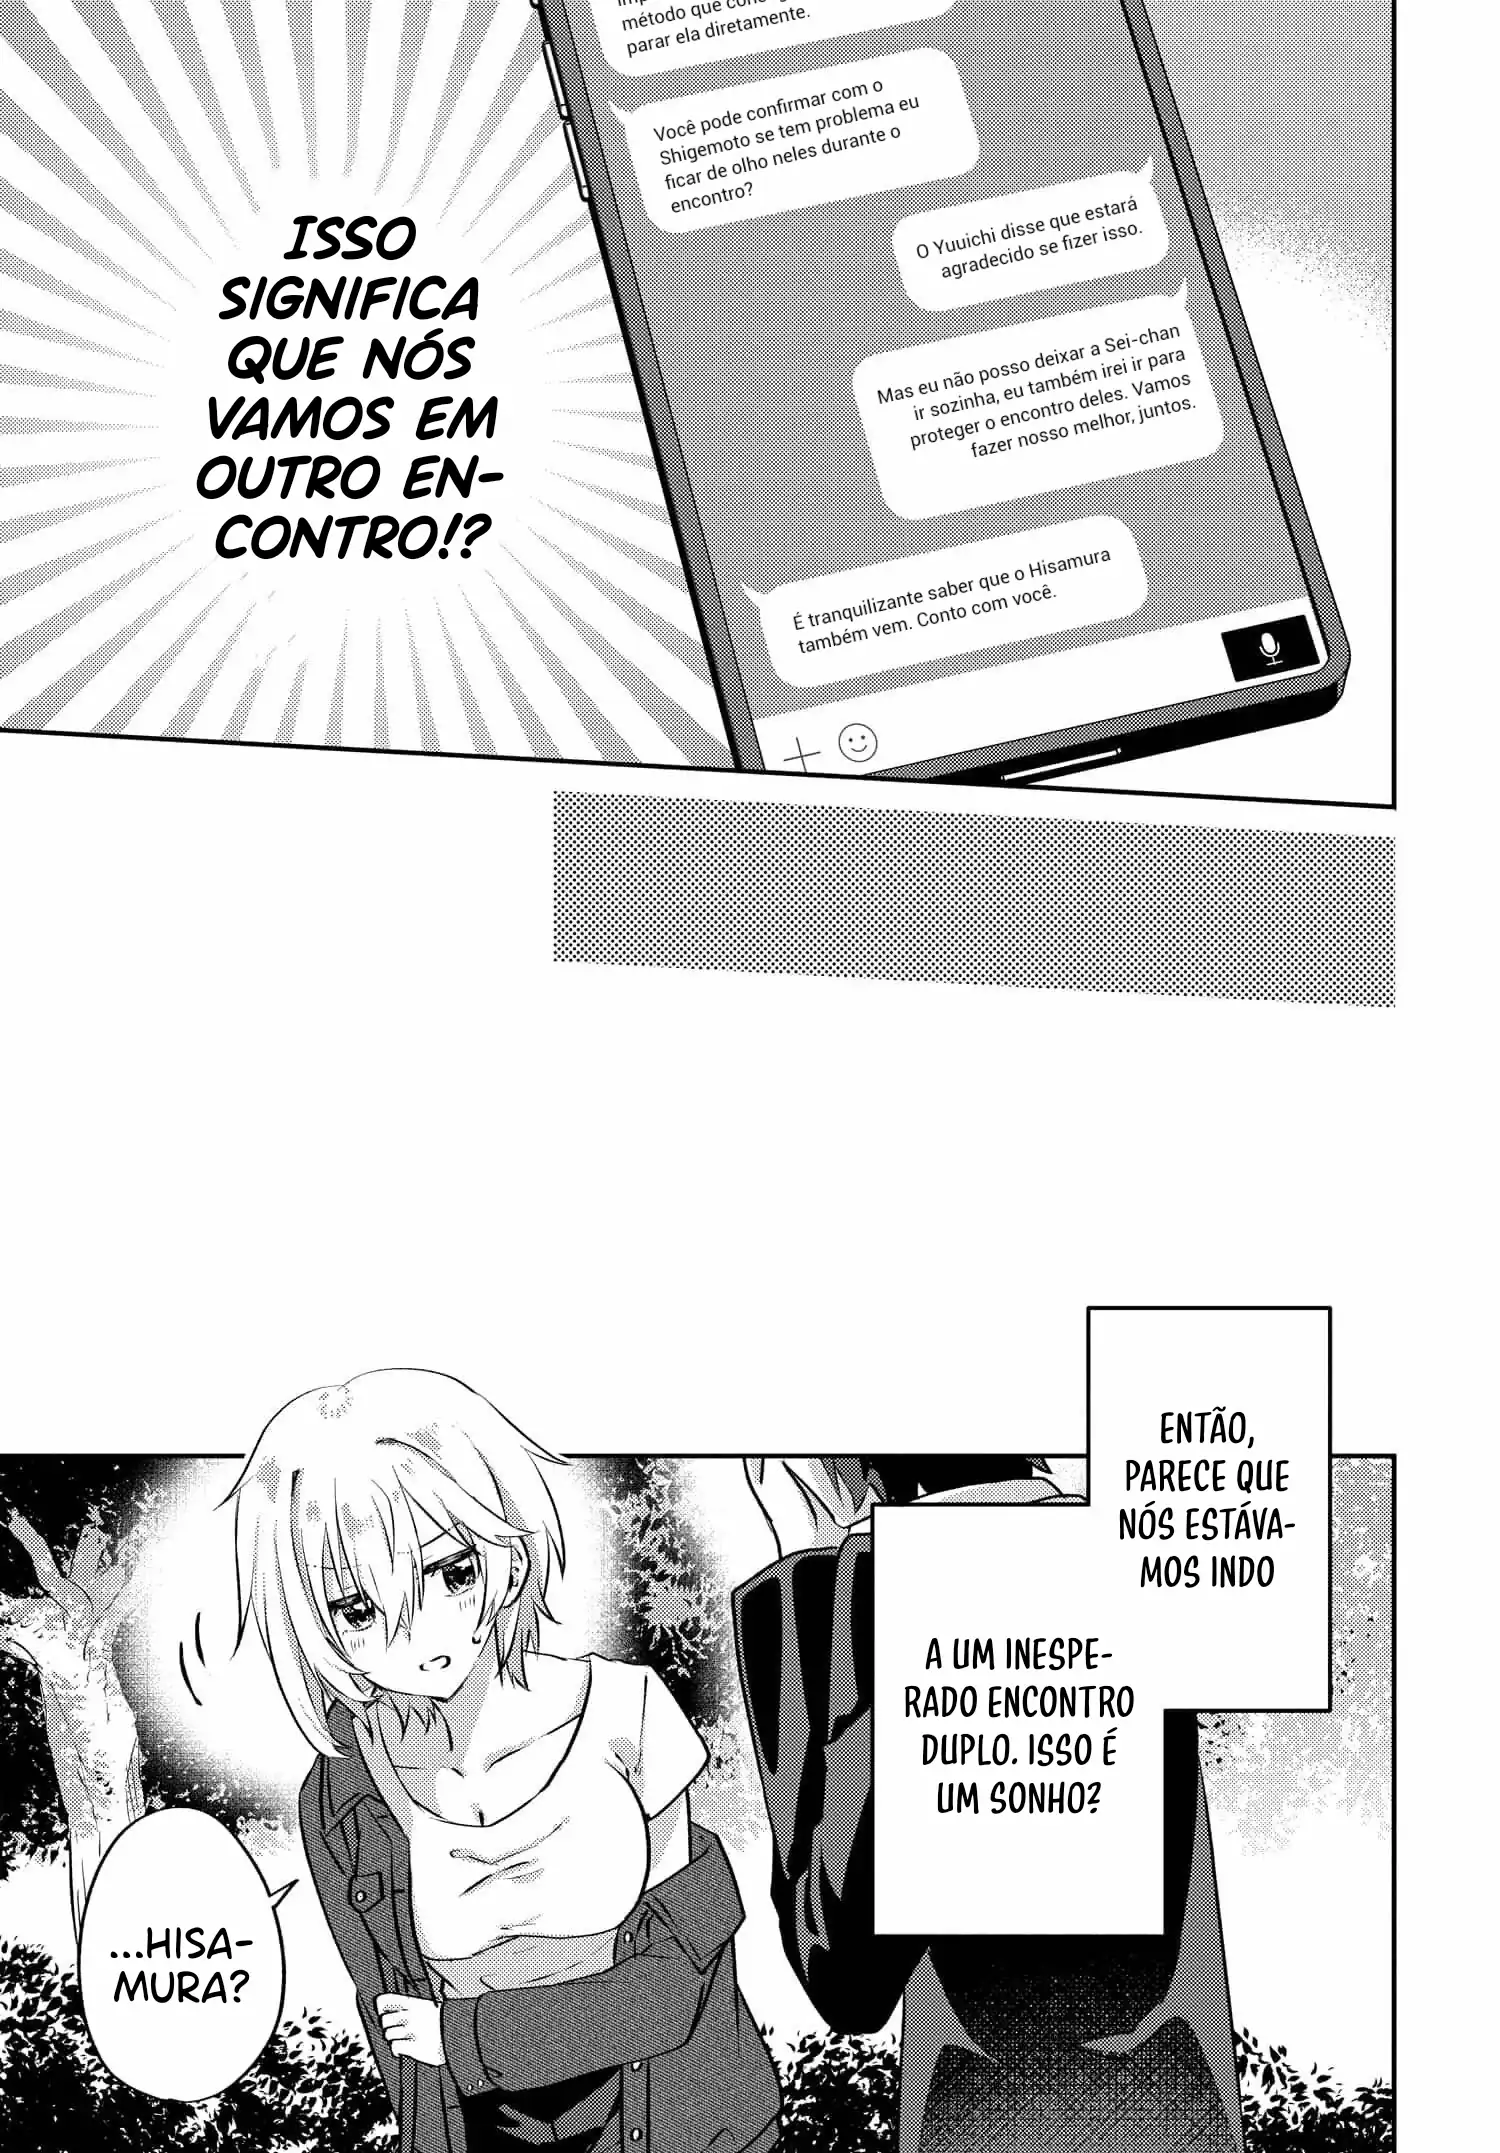 método que
parar ela diretamente.
Você pode confirmar com o
Shigemoto se tem problema eu
ficar de olho neles durante o
encontro?
O Yuuichi disse que estará
agradecido se fizer isso.
Mas eu não posso deixar a Sei-chan
ir sozinha, eu também irei ir para
proteger o encontro deles. Vamos
fazer nosso melhor, juntos.
É tranquilizante saber que o Hisamura
também vem. Conto com você.
ISSO
SIGNIFICA
QUE NÓS
VAMOS EM
OUTRO EN-
CONTRO!?
ENTÃO,
PARECE QUE
NÓS ESTÁVA-
MOS INDO
A UM INESPE-
RADO ENCONTRO
DUPLO. ISSO É
UM SONHO?
...HISA-
MURA?